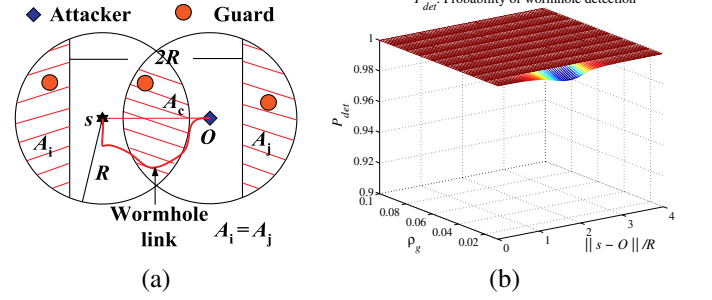 Attacker Guard
2R
A_c
s
O
A_i
A_j
R
Wormhole
link
A_i = A_j
(a)
P_det: Probability of wormhole detection
1
0.98
0.96
0.94
0.92
0.9
P_det
0.1
0.08
0.06
0.04
0.02
ρ_g
0
1
2
3
4
|| s − O || /R
(b)